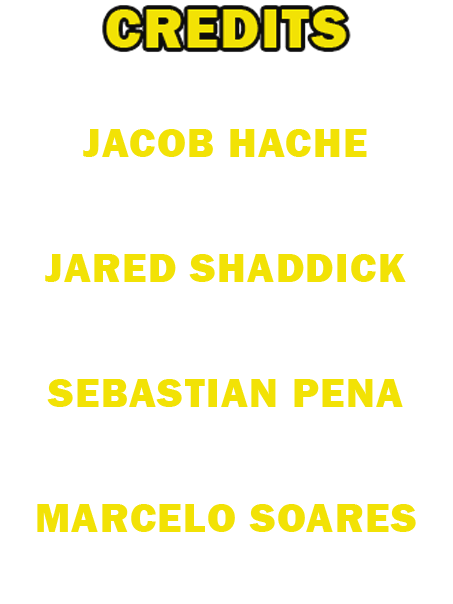 CREDITS
JACOB HACHE
JARED SHADDICK
SEBASTIAN PENA
MARCELO SOARES